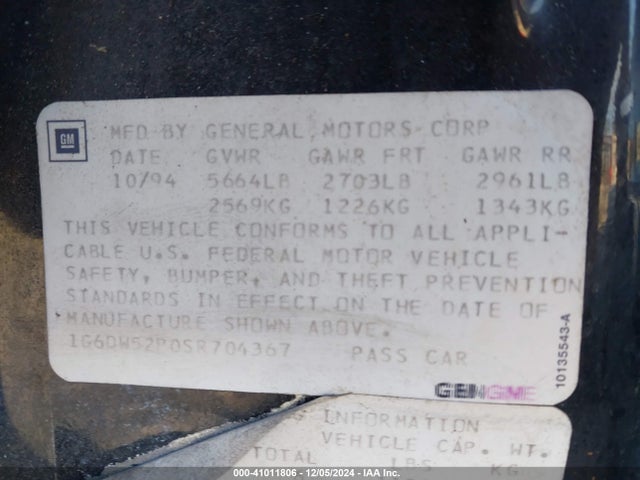 GM MFD BY GENERAL MOTORS CORP
DATE GVWR GAWR FRT GAWR RR
10/94 5664LB 2703LB 2961LB
2569KG 1226KG 1343KG
THIS VEHICLE CONFORMS TO ALL APPLI-
CABLE U.S. FEDERAL MOTOR VEHICLE
SAFETY, BUMPER, AND THEFT PREVENTION
STANDARDS IN EFFECT ON THE DATE OF
MANUFACTURE SHOWN ABOVE.
1G6DW52P0SR704367 PASS CAR
10135543-A
INFORMATION
VEHICLE CAP. WT.
TOTAL LBS KG
000-41011806 | 12/05/2024 - IAA Inc.